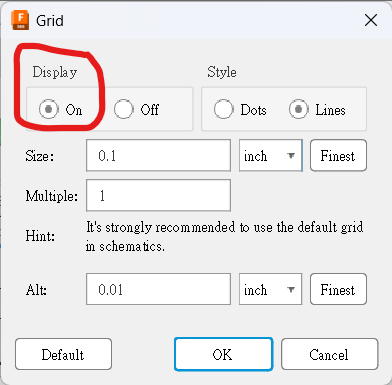 Grid
Display
Style
On
Off
Dots
Lines
Size:
0.1
inch
Finest
Multiple:
1
Hint:
It's strongly recommended to use the default grid
in schematics.
Alt:
0.01
inch
Finest
Default
OK
Cancel